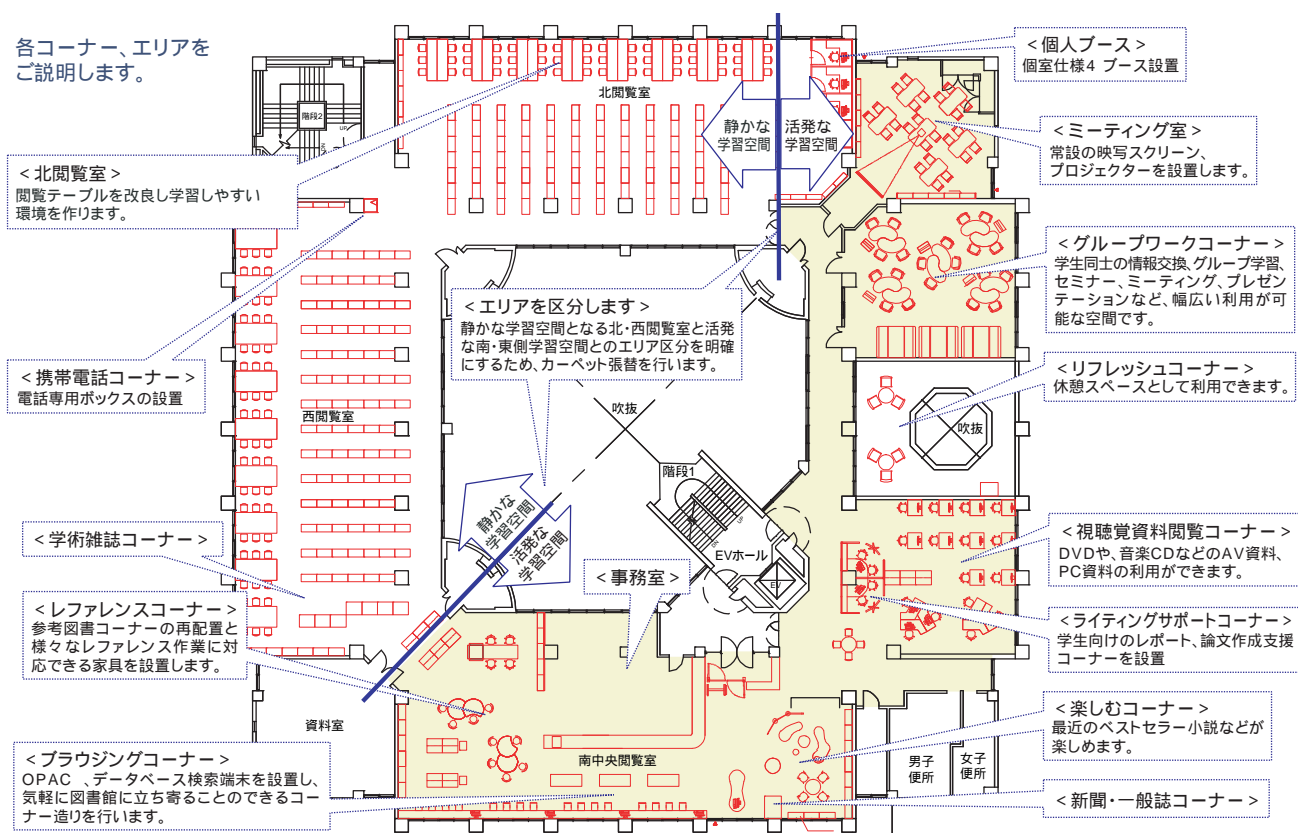 各コーナー、エリアを
ご説明します。
<個人ブース>
個室仕様4 ブース設置
階段2
UP
北閲覧室
静かな
学習空間
活発な
学習空間
<ミーティング室>
常設の映写スクリーン、
プロジェクターを設置します。
<北閲覧室>
閲覧テーブルを改良し学習しやすい
環境を作ります。
<グループワークコーナー>
学生同士の情報交換、グループ学習、
セミナー、ミーティング、プレゼン
テーションなど、幅広い利用が可
能な空間です。
<エリアを区分します>
静かな学習空間となる北・西閲覧室と活発
な南・東側学習空間とのエリア区分を明確
にするため、カーペット張替を行います。
<携帯電話コーナー>
電話専用ボックスの設置
<リフレッシュコーナー>
休憩スペースとして利用できます。
西閲覧室
吹抜
吹抜
階段1
静かな
学習空間
活発な
学習空間
<学術雑誌コーナー>
EVホール
EV
<視聴覚資料閲覧コーナー>
DVDや、音楽CDなどのAV資料、
PC資料の利用ができます。
<事務室>
<レファレンスコーナー>
参考図書コーナーの再配置と
様々なレファレンス作業に対
応できる家具を設置します。
<ライティングサポートコーナー>
学生向けのレポート、論文作成支援
コーナーを設置
資料室
<楽しむコーナー>
最近のベストセラー小説などが
楽しめます。
<ブラウジングコーナー>
OPAC 、データベース検索端末を設置し、
気軽に図書館に立ち寄ることのできるコー
ナー造りを行います。
南中央閲覧室
男子
便所
女子
便所
<新聞・一般誌コーナー>